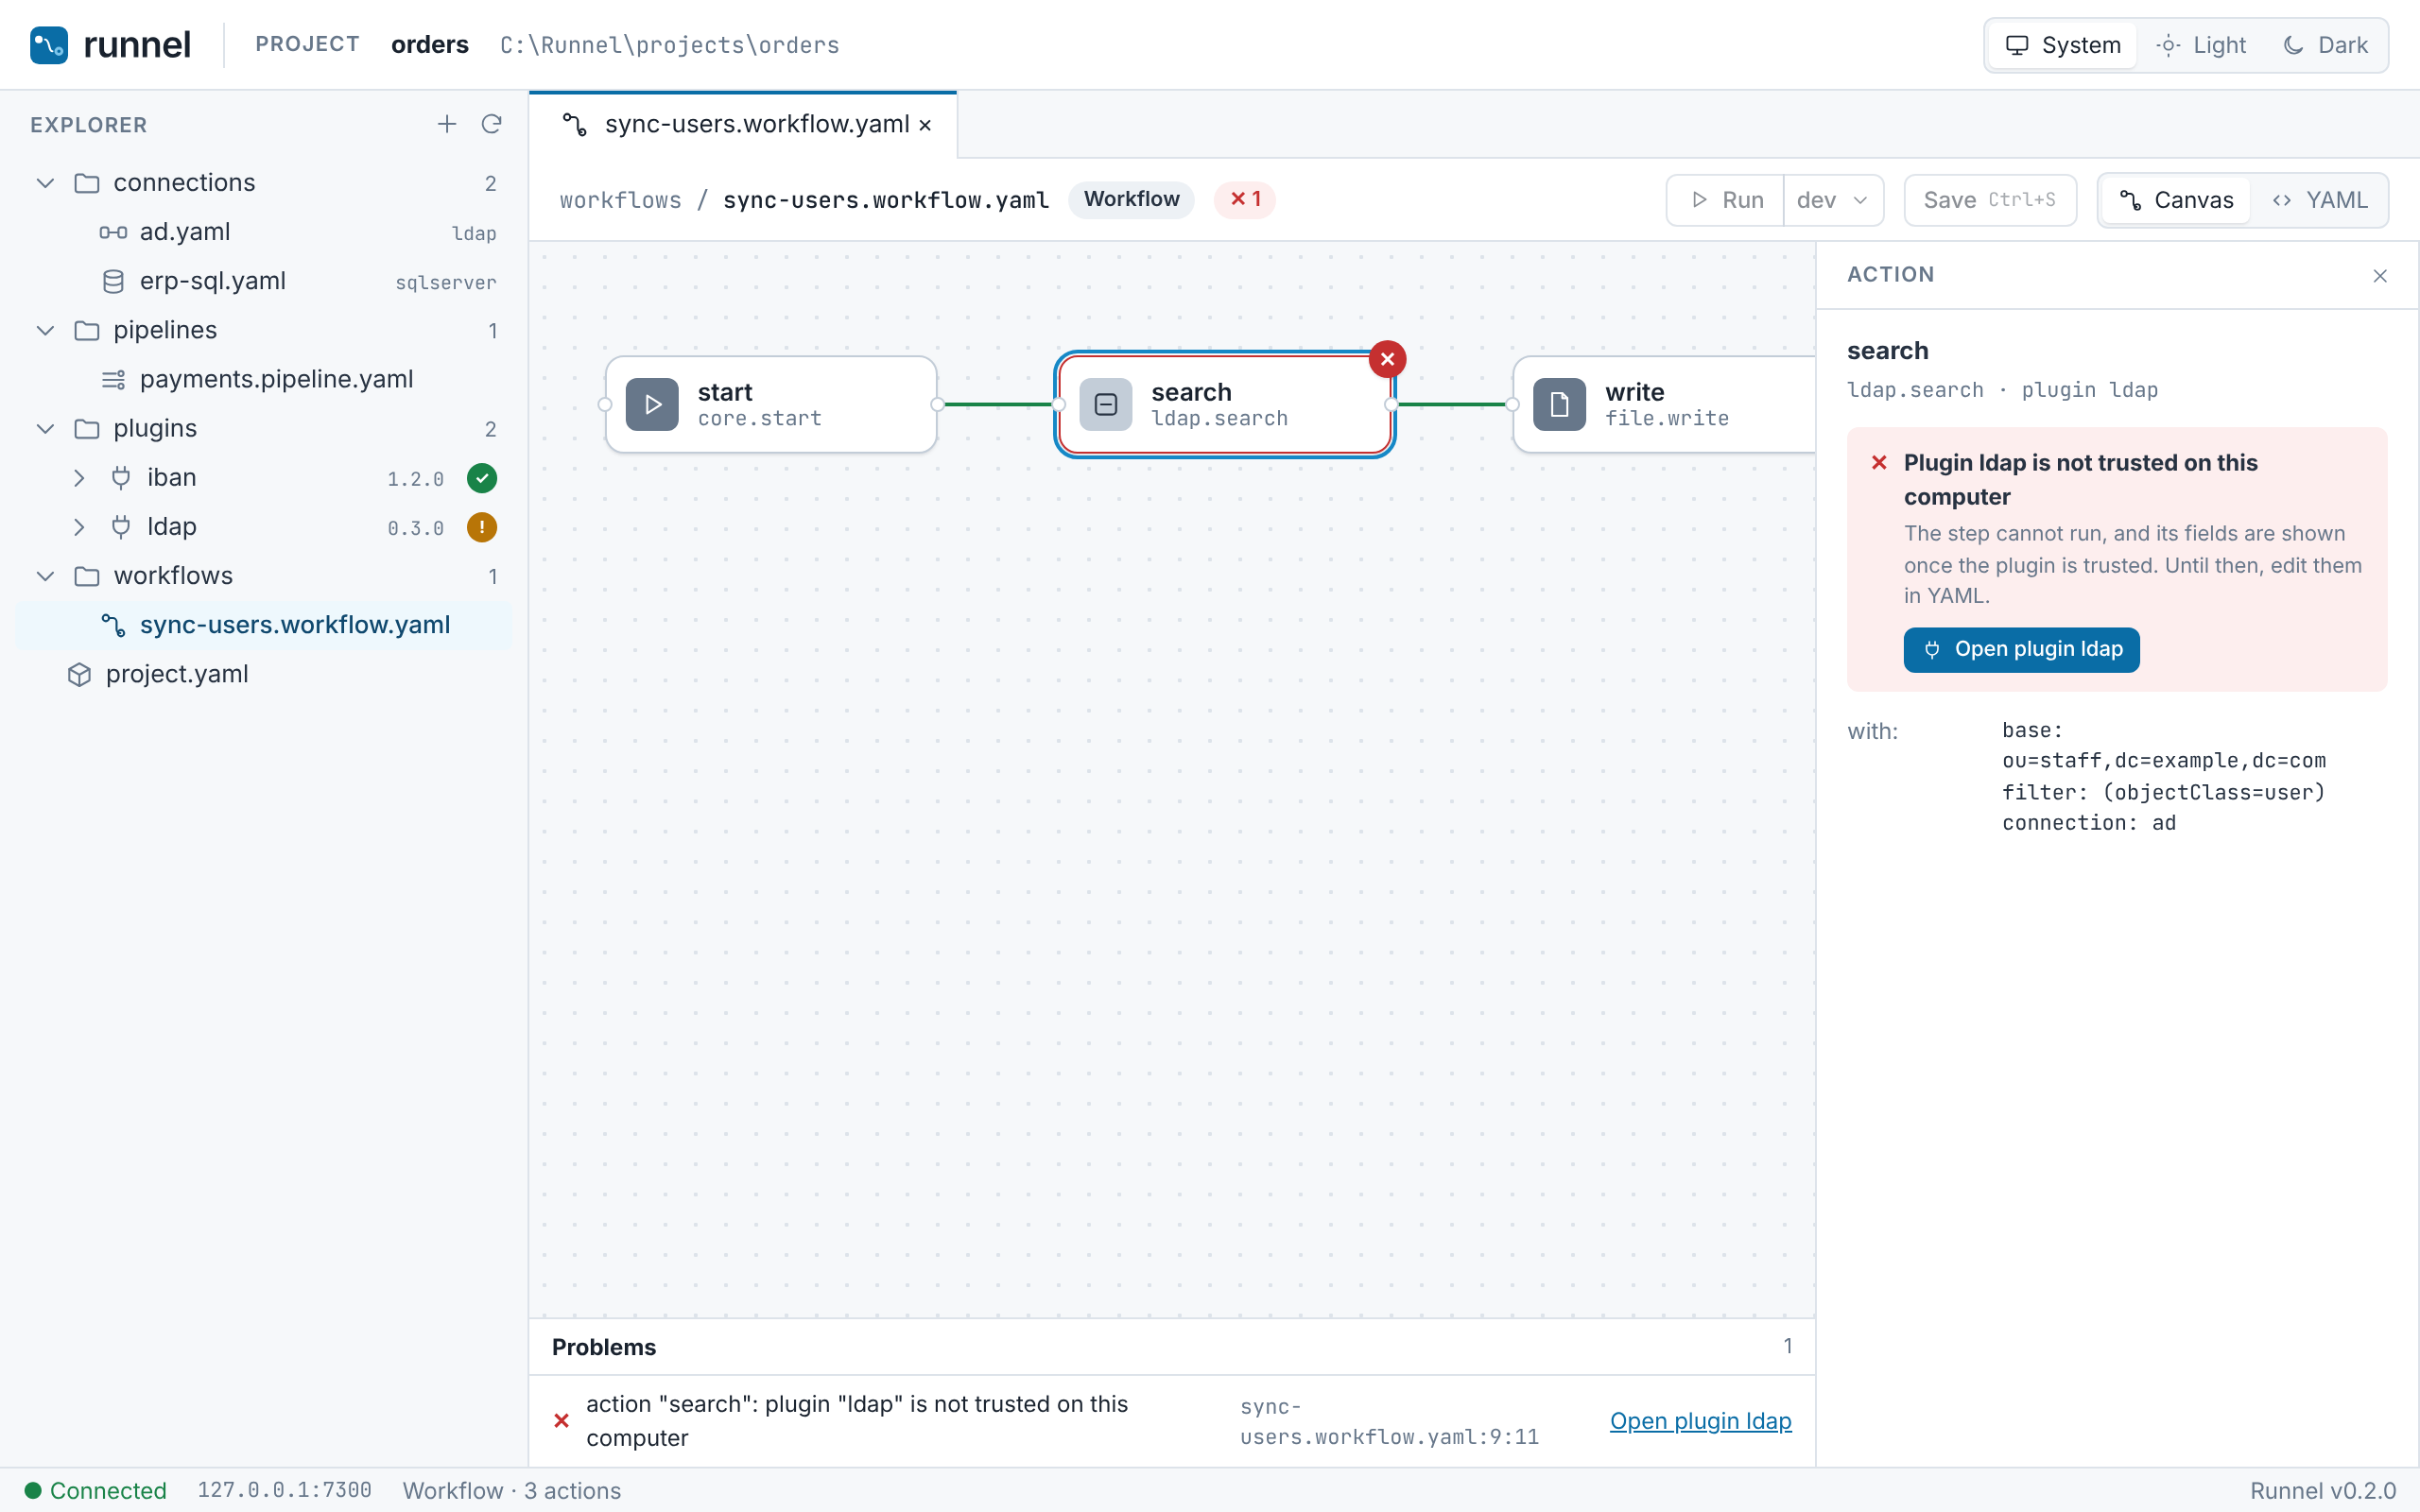 runnel
PROJECT orders C:\Runnel\projects\orders
System Light Dark
EXPLORER
connections 2
ad.yaml ldap
erp-sql.yaml sqlserver
pipelines 1
payments.pipeline.yaml
plugins 2
iban 1.2.0
ldap 0.3.0
workflows 1
sync-users.workflow.yaml
project.yaml
sync-users.workflow.yaml ×
workflows / sync-users.workflow.yaml Workflow × 1
Run dev Save Ctrl+S Canvas YAML
start
core.start
search
ldap.search
write
file.write
ACTION
search
ldap.search · plugin ldap
Plugin ldap is not trusted on this
computer
The step cannot run, and its fields are shown
once the plugin is trusted. Until then, edit them
in YAML.
Open plugin ldap
with: base:
ou=staff,dc=example,dc=com
filter: (objectClass=user)
connection: ad
Problems 1
action "search": plugin "ldap" is not trusted on this
computer
sync-
users.workflow.yaml:9:11
Open plugin ldap
Connected 127.0.0.1:7300 Workflow · 3 actions
Runnel v0.2.0